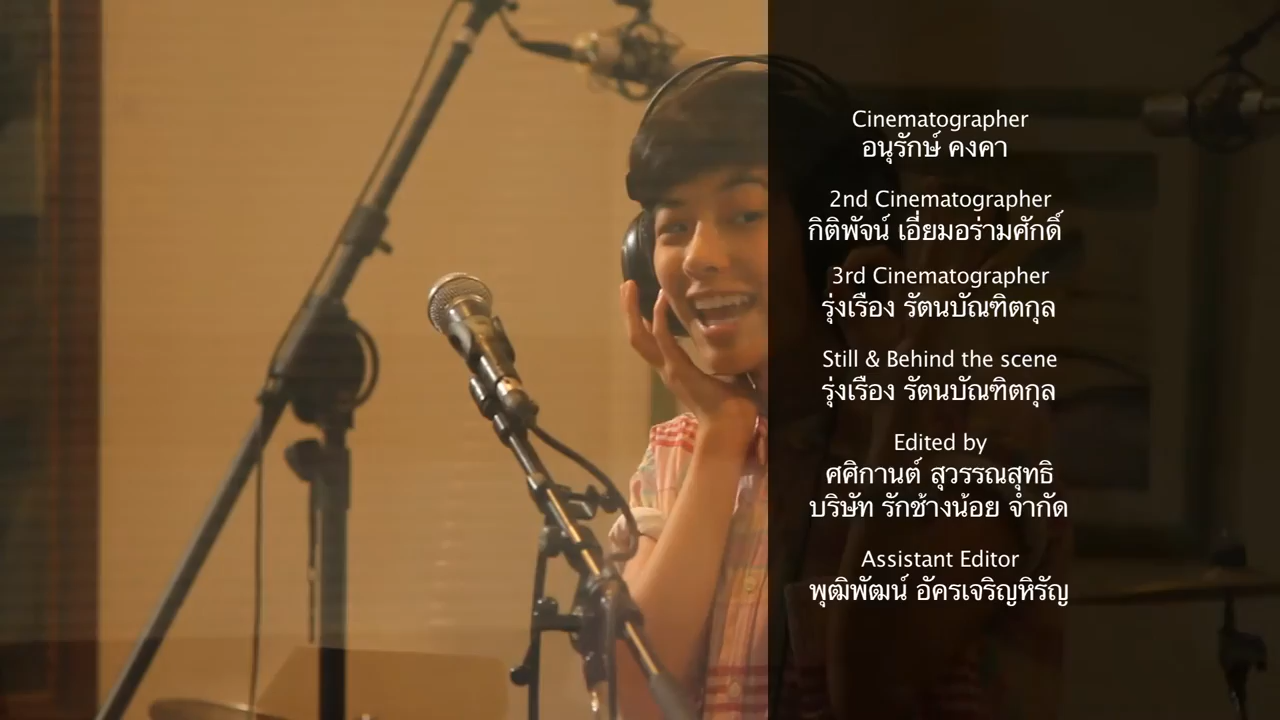 Cinematographer
อนุรักษ์ คงคา
2nd Cinematographer
กิติพัจน์ เอี่ยมอร่ามศักดิ์
3rd Cinematographer
รุ่งเรือง รัตนบัณฑิตกุล
Still & Behind the scene
รุ่งเรือง รัตนบัณฑิตกุล
Edited by
ศศิกานต์ สุวรรณสุทธิ
บริษัท รักช้างน้อย จำกัด
Assistant Editor
พุฒิพัฒน์ อัครเจริญหิรัญ